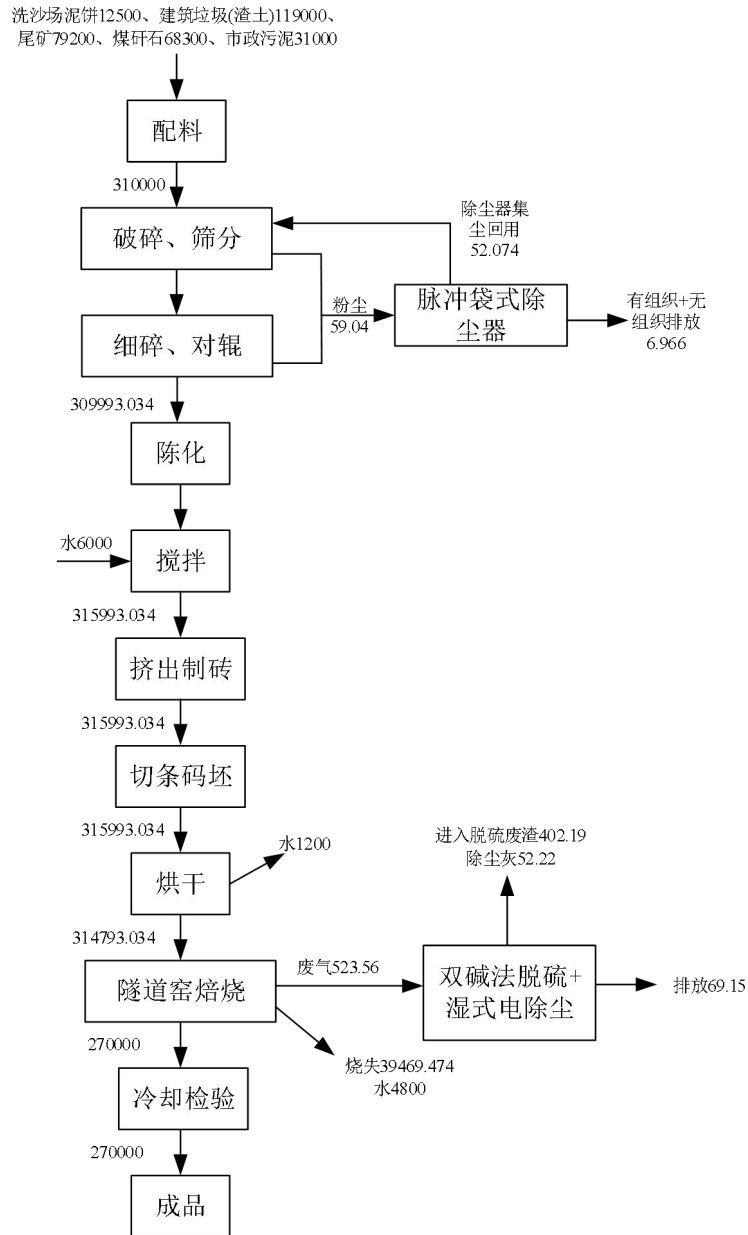 洗沙场泥饼12500、建筑垃圾(渣土)119000、
尾矿79200、煤矸石68300、市政污泥31000
配料
310000
破碎、筛分
除尘器集
尘回用
52.074
粉尘
59.04
脉冲袋式除
尘器
有组织+无
组织排放
6.966
细碎、对辊
309993.034
陈化
水6000
搅拌
315993.034
挤出制砖
315993.034
切条码坯
315993.034
水1200
烘干
进入脱硫废渣402.19
除尘灰52.22
314793.034
隧道窑焙烧
废气523.56
双碱法脱硫+
湿式电除尘
排放69.15
270000
烧失39469.474
水4800
冷却检验
270000
成品